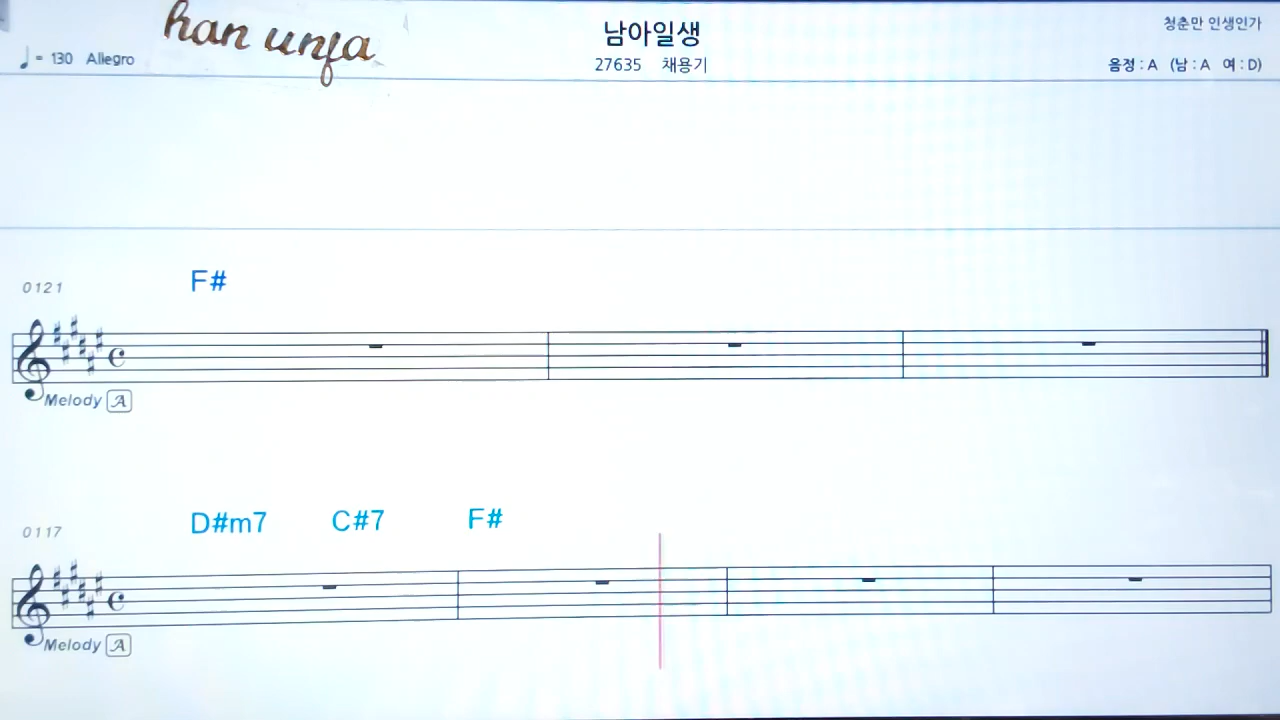 han unfa
남아일생
청춘만 인생인가
♩ = 130 Allegro
27635 채용기
음정 : A (남 : A 여 : D)
0121
F#
Melody A
0117
D#m7 C#7 F#
Melody A